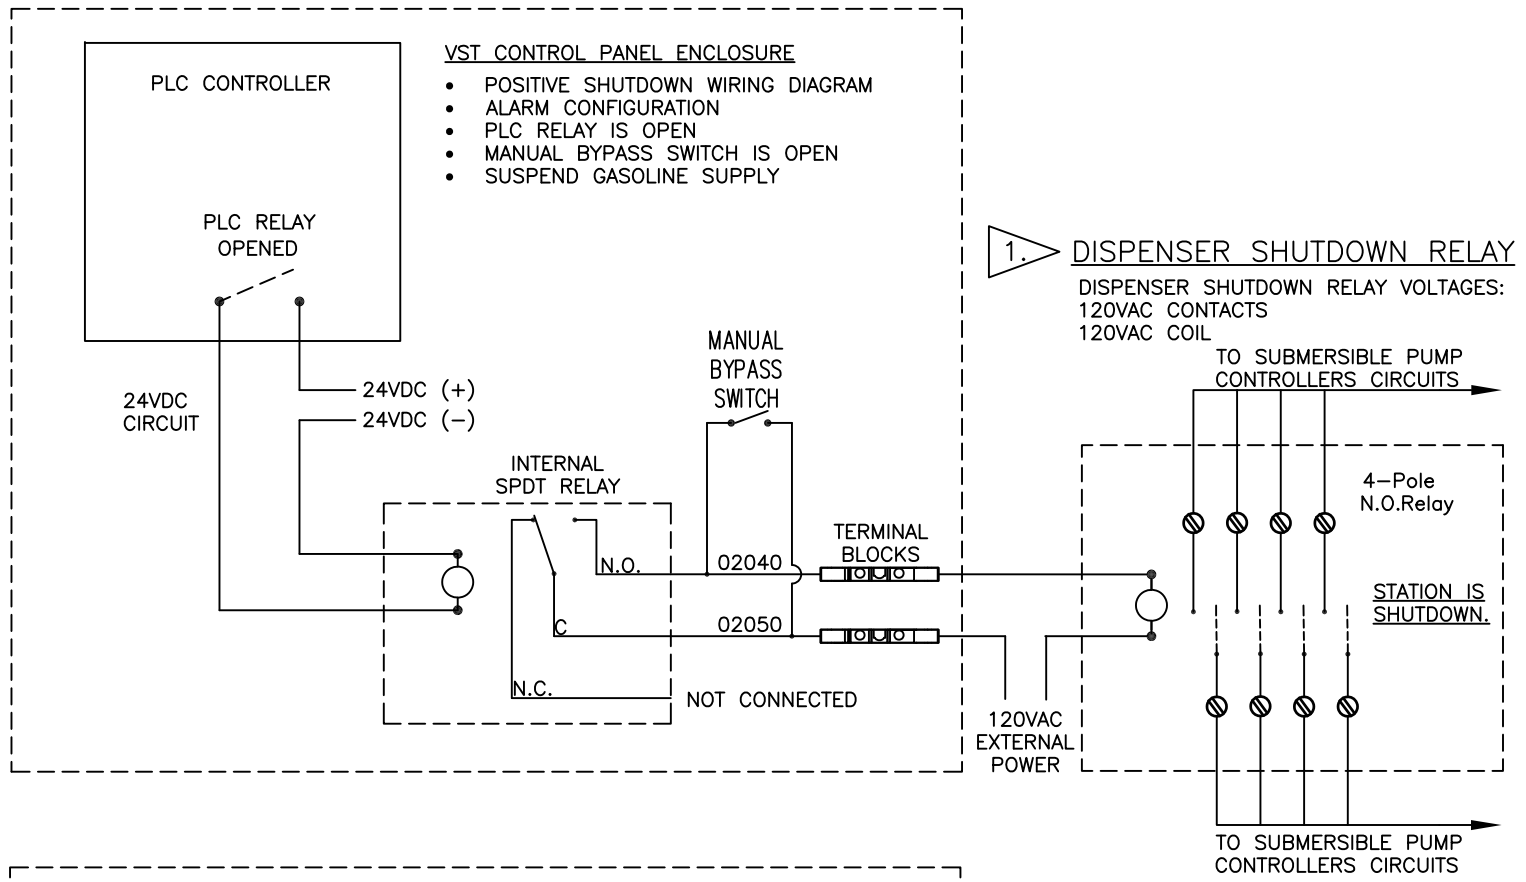 VST CONTROL PANEL ENCLOSURE
• POSITIVE SHUTDOWN WIRING DIAGRAM
• ALARM CONFIGURATION
• PLC RELAY IS OPEN
• MANUAL BYPASS SWITCH IS OPEN
• SUSPEND GASOLINE SUPPLY
PLC CONTROLLER
PLC RELAY
OPENED
24VDC
CIRCUIT
24VDC (+)
24VDC (-)
INTERNAL
SPDT RELAY
N.O.
C
N.C.
NOT CONNECTED
MANUAL
BYPASS
SWITCH
02040
02050
TERMINAL
BLOCKS
120VAC
EXTERNAL
POWER
1.
DISPENSER SHUTDOWN RELAY
DISPENSER SHUTDOWN RELAY VOLTAGES:
120VAC CONTACTS
120VAC COIL
TO SUBMERSIBLE PUMP
CONTROLLERS CIRCUITS
4-Pole
N.O.Relay
STATION IS
SHUTDOWN.
TO SUBMERSIBLE PUMP
CONTROLLERS CIRCUITS